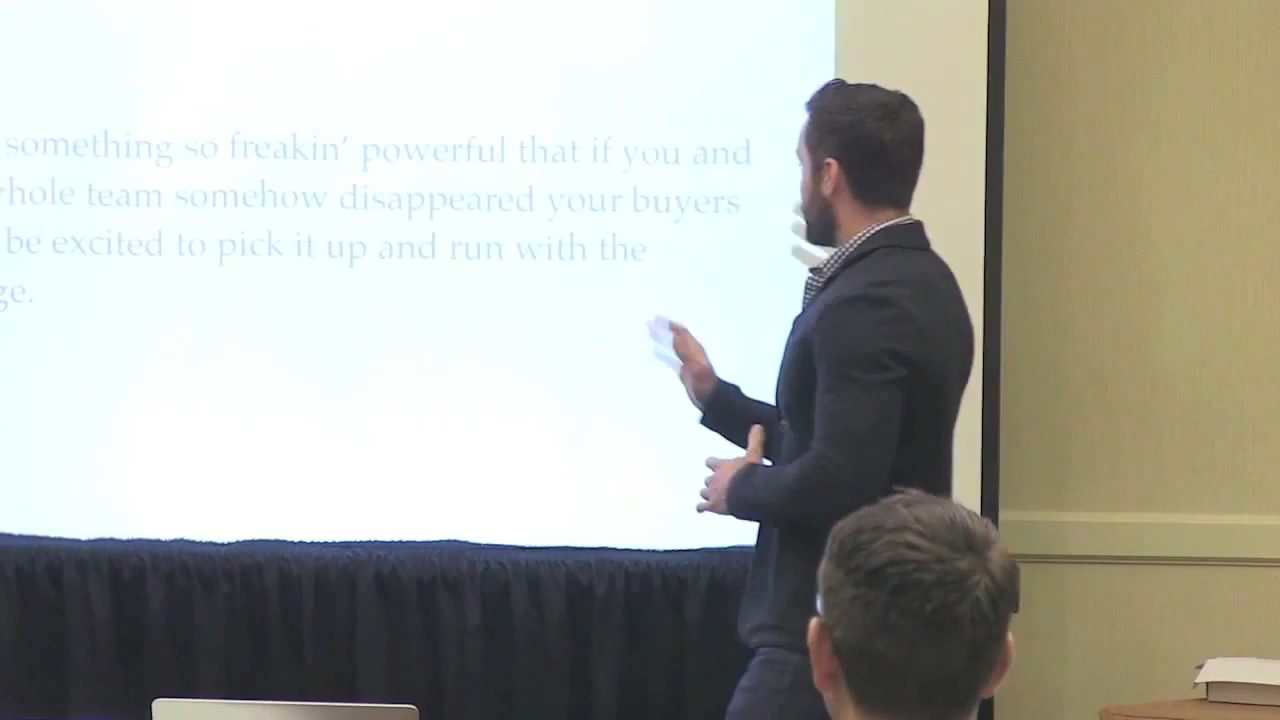 something so freakin' powerful that if you and
whole team somehow disappeared your buyers
be excited to pick it up and run with the
ge.